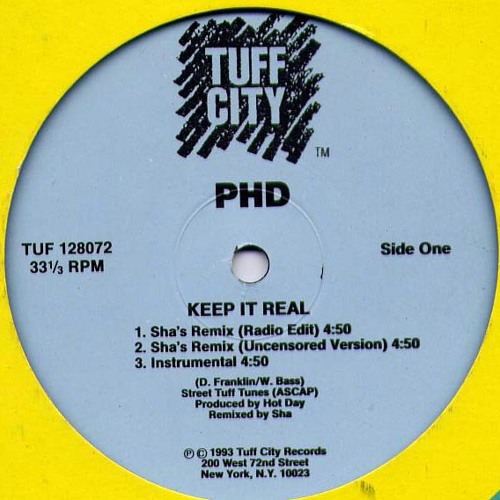 TUFF
CITY
TM
PHD
TUF 128072
33⅓ RPM
Side One
KEEP IT REAL
1. Sha's Remix (Radio Edit) 4:50
2. Sha's Remix (Uncensored Version) 4:50
3. Instrumental 4:50
(D. Franklin/W. Bass)
Street Tuff Tunes (ASCAP)
Produced by Hot Day
Remixed by Sha
℗ © 1993 Tuff City Records
200 West 72nd Street
New York, N.Y. 10023